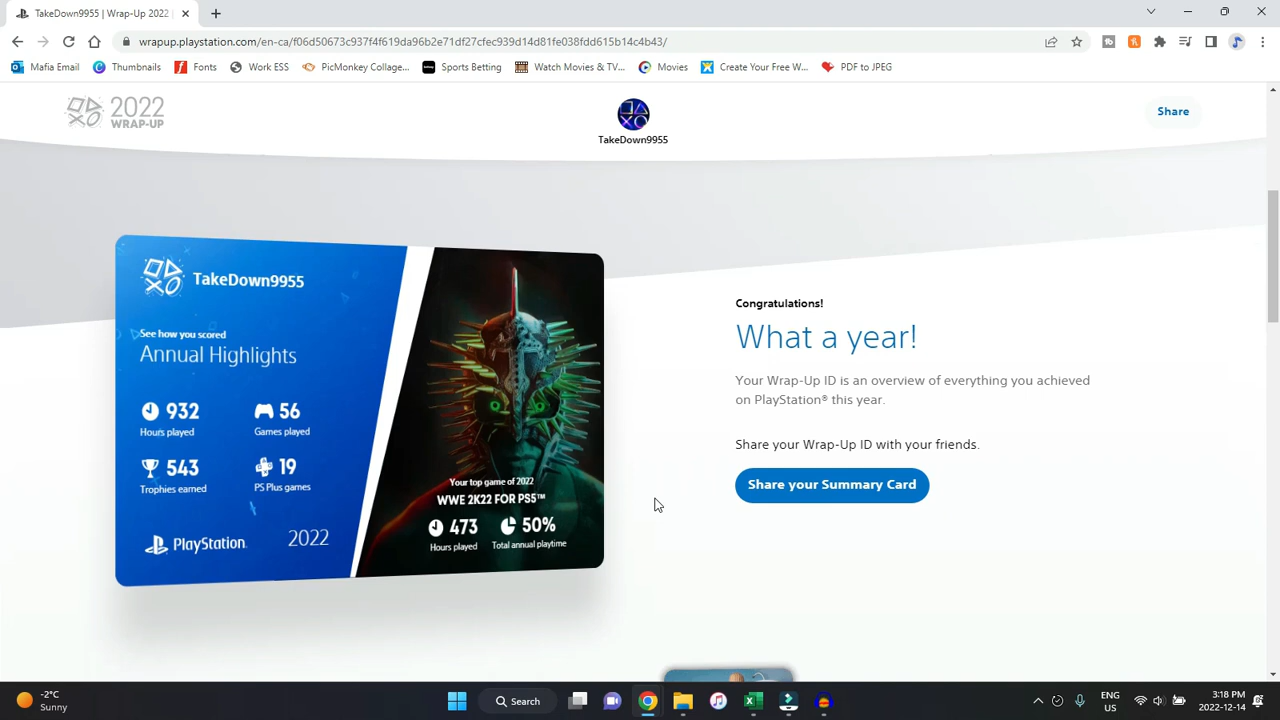 TakeDown9955 | Wrap-Up 2022 |
wrapup.playstation.com/en-ca/f06d50673c937f4f619da96b2e71df27cfec939d14d81fe038fdd615b14c4b43/
Mafia Email
Thumbnails
Fonts
Work ESS
PicMonkey Collage...
Sports Betting
Watch Movies & TV...
Movies
Create Your Free W...
PDF to JPEG
2022
WRAP-UP
TakeDown9955
Share
TakeDown9955
See how you scored
Annual Highlights
932
Hours played
56
Games played
543
Trophies earned
19
PS Plus games
PlayStation
2022
Your top game of 2022
WWE 2K22 FOR PS5™
473
Hours played
50%
Total annual playtime
Congratulations!
What a year!
Your Wrap-Up ID is an overview of everything you achieved
on PlayStation® this year.
Share your Wrap-Up ID with your friends.
Share your Summary Card
-2°C
Sunny
Search
ENG
US
3:18 PM
2022-12-14